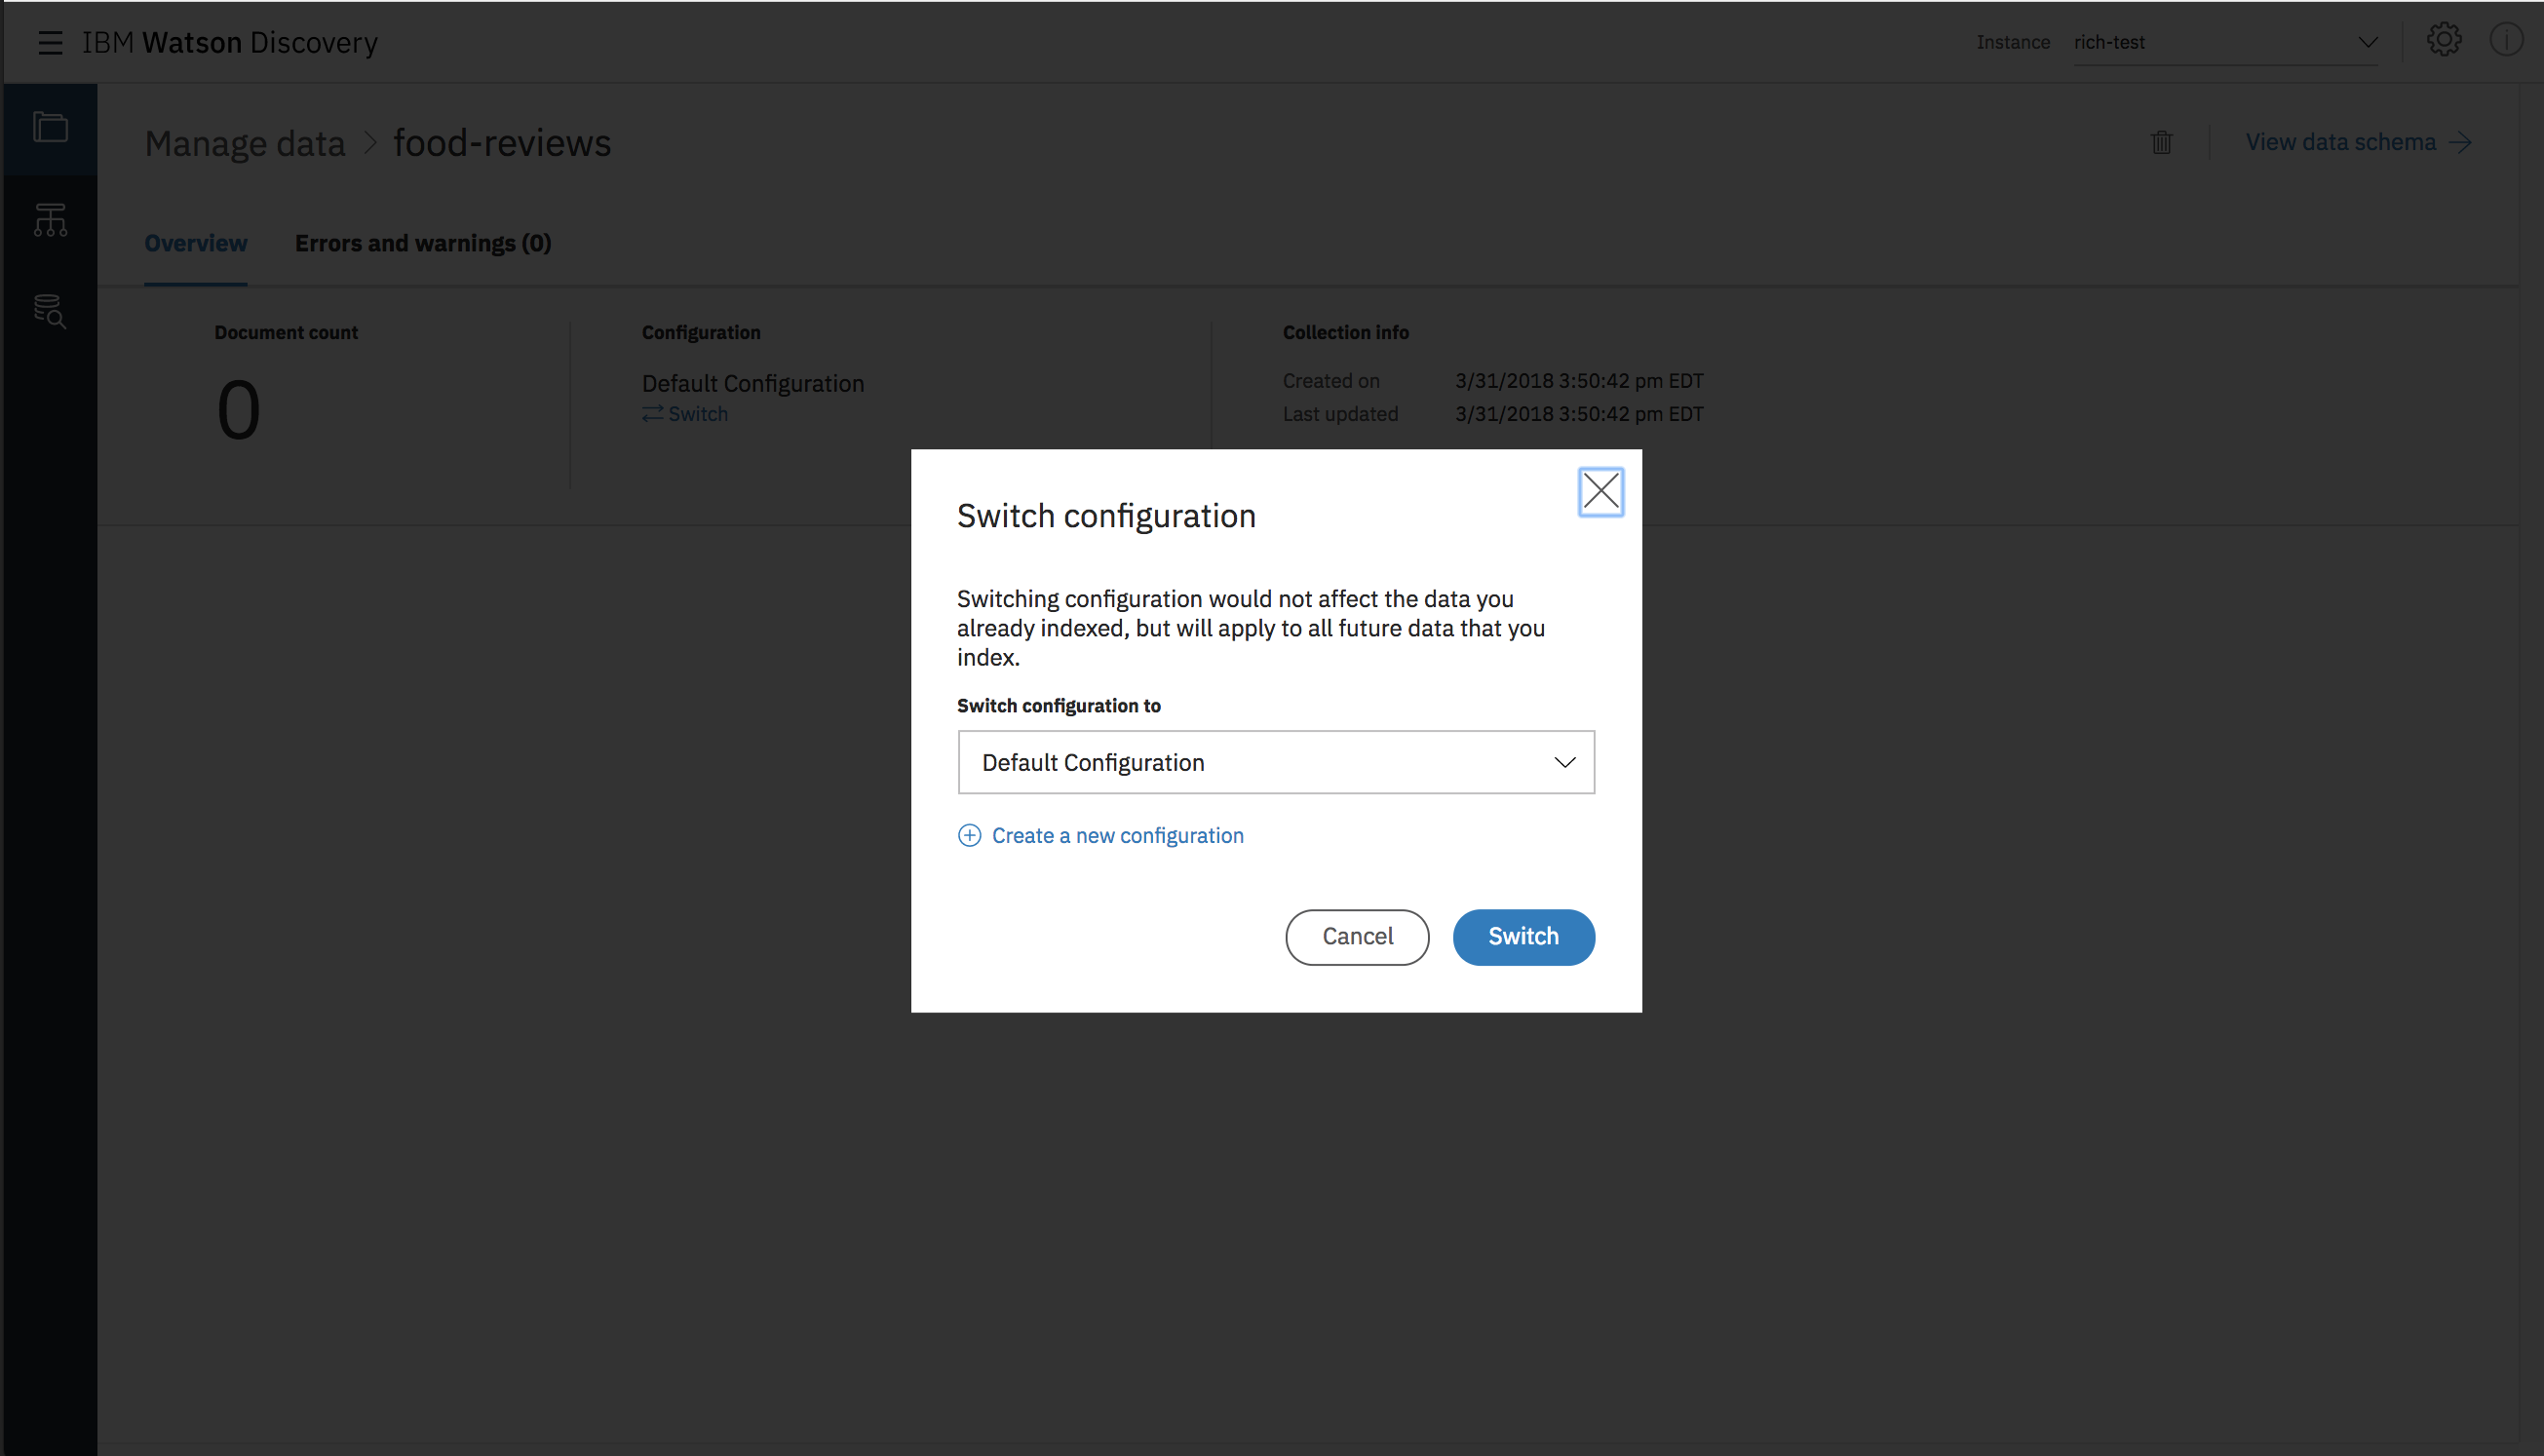 IBM Watson Discovery
Instance rich-test
Manage data > food-reviews
View data schema
Overview Errors and warnings (0)
Document count
0
Configuration
Default Configuration
Switch
Collection info
Created on 3/31/2018 3:50:42 pm EDT
Last updated 3/31/2018 3:50:42 pm EDT
Switch configuration
Switching configuration would not affect the data you
already indexed, but will apply to all future data that you
index.
Switch configuration to
Default Configuration
Create a new configuration
Cancel Switch